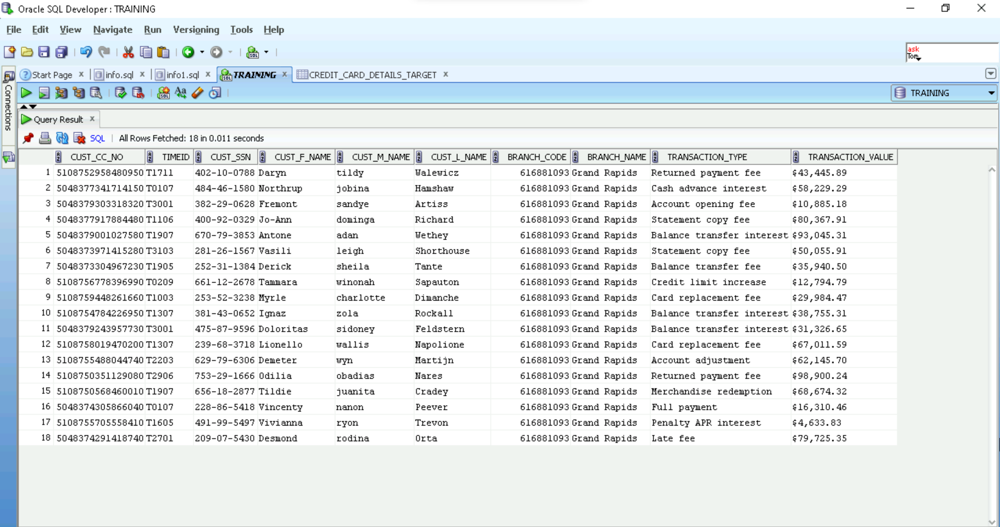 Oracle SQL Developer : TRAINING
File Edit View Navigate Run Versioning Tools Help
ask
Tom
Start Page info.sql info1.sql TRAINING CREDIT_CARD_DETAILS_TARGET
Connections
TRAINING
Query Result
SQL All Rows Fetched: 18 in 0.011 seconds
CUST_CC_NO TIMEID CUST_SSN CUST_F_NAME CUST_M_NAME CUST_L_NAME BRANCH_CODE BRANCH_NAME TRANSACTION_TYPE TRANSACTION_VALUE
1 5108752958480950 T1711 402-10-0788 Daryn tildy Walewicz 616881093 Grand Rapids Returned payment fee $43,445.89
2 5048377341714150 T0107 484-46-1580 Northrup jobina Hamshaw 616881093 Grand Rapids Cash advance interest $58,229.29
3 5048379303318320 T3001 382-29-0628 Fremont sandye Artiss 616881093 Grand Rapids Account opening fee $10,885.18
4 5048377917884480 T1106 400-92-0329 Jo-Ann dominga Richard 616881093 Grand Rapids Statement copy fee $80,367.91
5 5048379001027580 T1907 670-79-3853 Antone adan Wethey 616881093 Grand Rapids Balance transfer interest $93,045.31
6 5048373971415280 T3103 281-26-1567 Vasili leigh Shorthouse 616881093 Grand Rapids Statement copy fee $50,055.91
7 5048373304967230 T1905 252-31-1384 Derick sheila Tante 616881093 Grand Rapids Balance transfer fee $35,940.50
8 5108756778396990 T0209 661-12-2678 Tammara winonah Sapauton 616881093 Grand Rapids Credit limit increase $12,794.79
9 5108759448261660 T1003 253-52-3238 Myrle charlotte Dimanche 616881093 Grand Rapids Card replacement fee $29,984.47
10 5108754784226950 T1307 381-43-0652 Ignaz zola Rockall 616881093 Grand Rapids Balance transfer interest $38,755.31
11 5048379243957730 T3001 475-87-9596 Doloritas sidoney Feldstern 616881093 Grand Rapids Balance transfer interest $31,326.65
12 5108758019470200 T1307 239-68-3718 Lionello wallis Napolione 616881093 Grand Rapids Card replacement fee $67,011.59
13 5108755488044740 T2203 629-79-6306 Demeter wyn Martijn 616881093 Grand Rapids Account adjustment $62,145.70
14 5108750351129080 T2906 753-29-1666 Odilia obadias Nares 616881093 Grand Rapids Returned payment fee $98,900.24
15 5108750568460010 T1907 656-18-2877 Tildie juanita Cradey 616881093 Grand Rapids Merchandise redemption $68,674.32
16 5048374305866040 T0107 228-86-5418 Vincenty nanon Peever 616881093 Grand Rapids Full payment $16,310.46
17 5108755705558410 T1605 491-99-5497 Vivianna ryon Trevon 616881093 Grand Rapids Penalty APR interest $4,633.83
18 5048374291418740 T2701 209-07-5430 Desmond rodina Orta 616881093 Grand Rapids Late fee $79,725.35